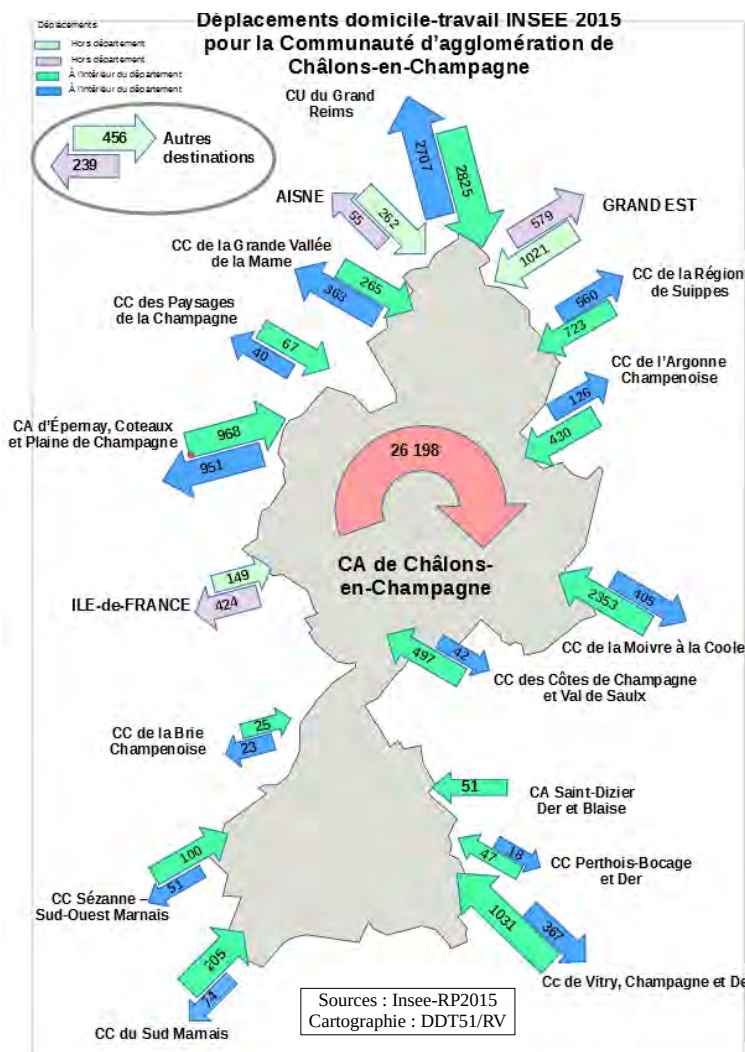 Déplacements domicile-travail INSEE 2015
pour la Communauté d'agglomération de
Châlons-en-Champagne
Déplacements
Hors département
Hors département
À l'intérieur du département
À l'intérieur du département
456
239
Autres
destinations
CU du Grand
Reims
2707
2825
AISNE
55
262
579
1021
GRAND EST
CC de la Grande Vallée
de la Marne
363
265
CC de la Région
de Suippes
560
723
CC des Paysages
de la Champagne
67
40
CC de l'Argonne
Champenoise
126
430
CA d'Épernay, Coteaux
et Plaine de Champagne
968
951
26 198
CA de Châlons-
en-Champagne
149
424
ILE-de-FRANCE
2353
405
CC de la Moivre à la Coole
497
42
CC des Côtes de Champagne
et Val de Saulx
CC de la Brie
Champenoise
25
23
51
CA Saint-Dizier
Der et Blaise
100
51
CC Sézanne –
Sud-Ouest Marnais
47
18
CC Perthois-Bocage
et Der
1031
367
Cc de Vitry, Champagne et De
205
74
CC du Sud Marnais
Sources : Insee-RP2015
Cartographie : DDT51/RV